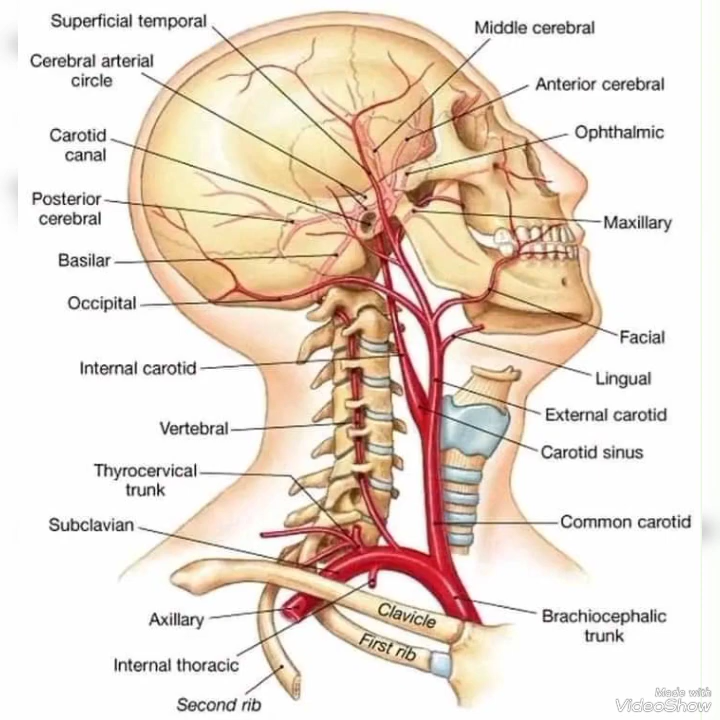 Superficial temporal
Cerebral arterial
circle
Carotid
canal
Posterior
cerebral
Basilar
Occipital
Internal carotid
Vertebral
Thyrocervical
trunk
Subclavian
Axillary
Internal thoracic
Second rib
Middle cerebral
Anterior cerebral
Ophthalmic
Maxillary
Facial
Lingual
External carotid
Carotid sinus
Common carotid
Brachiocephalic
trunk
Clavicle
First rib
Made with
VideoShow